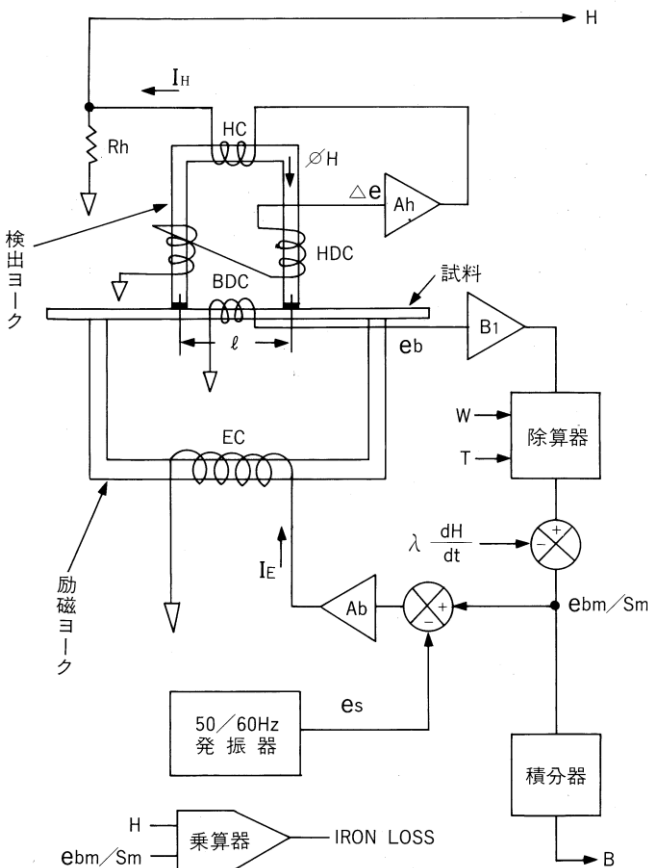 H
IH
HC
Rh
∅H
△e
Ah
HDC
検出ヨーク
BDC
試料
ℓ
eb
B1
W
T
除算器
EC
λ dH/dt
-
+
励磁ヨーク
IE
Ab
+
-
ebm/Sm
50/60Hz
発振器
es
積分器
H
ebm/Sm
乗算器
IRON LOSS
B